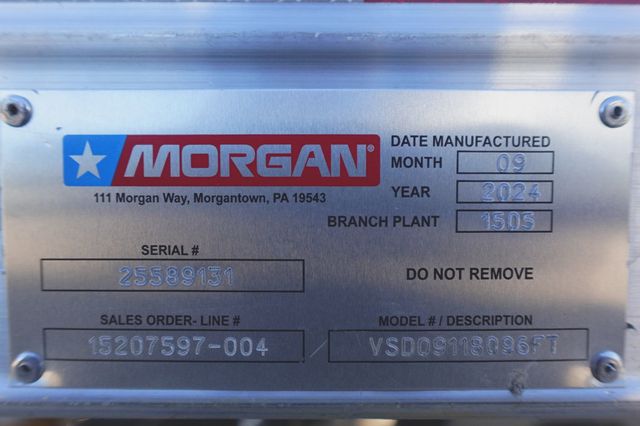 MORGAN®
111 Morgan Way, Morgantown, PA 19543
DATE MANUFACTURED
MONTH 09
YEAR 2024
BRANCH PLANT 1505
SERIAL #
25589131
DO NOT REMOVE
SALES ORDER- LINE #
15207597-004
MODEL # / DESCRIPTION
VSD09118096FT